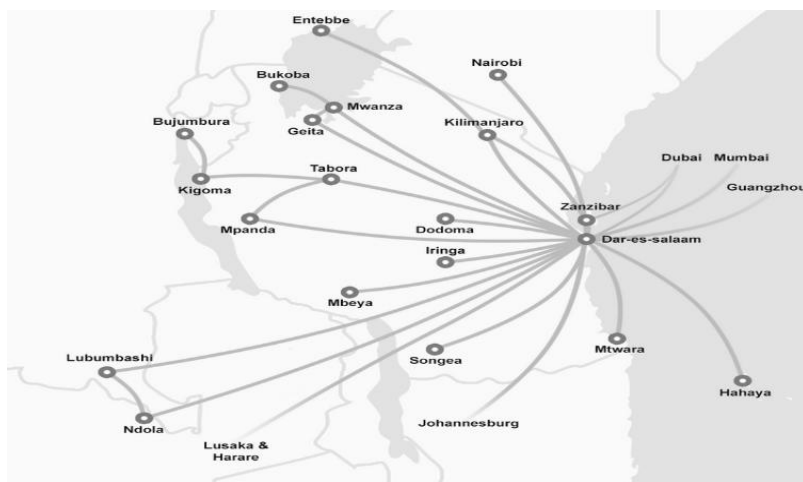 Entebbe
Nairobi
Bukoba
Mwanza
Bujumbura
Geita
Kilimanjaro
Dubai
Mumbai
Tabora
Guangzhou
Kigoma
Zanzibar
Mpanda
Dodoma
Dar-es-salaam
Iringa
Mbeya
Lubumbashi
Songea
Mtwara
Hahaya
Ndola
Johannesburg
Lusaka &
Harare